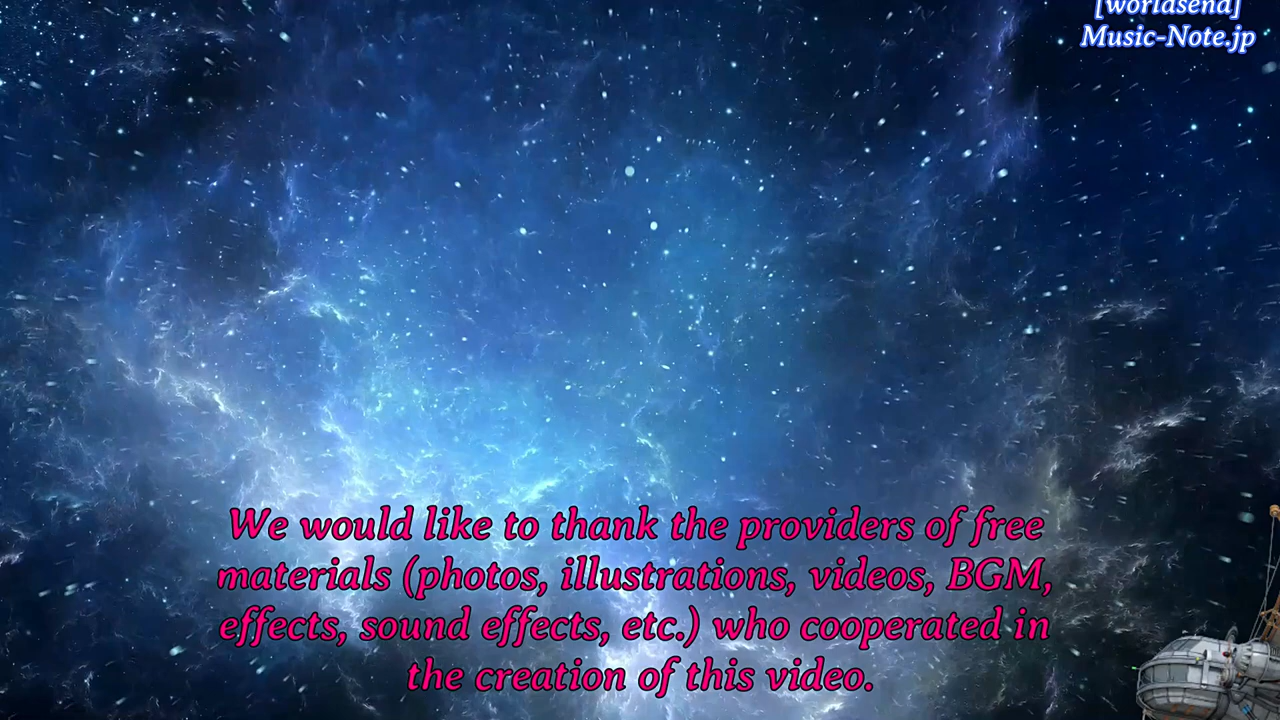 [worldsend]
Music-Note.jp
We would like to thank the providers of free
materials (photos, illustrations, videos, BGM,
effects, sound effects, etc.) who cooperated in
the creation of this video.